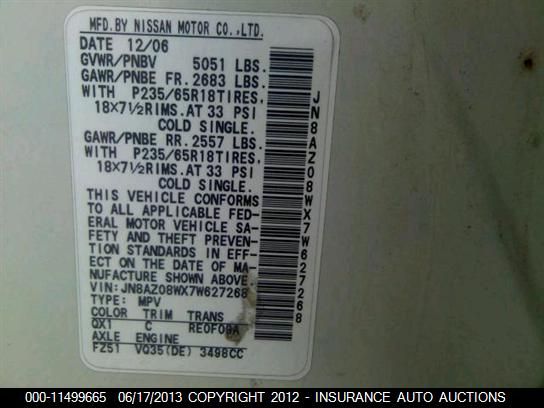 MFD.BY NISSAN MOTOR CO.,LTD.
DATE 12/06
GVWR/PNBV 5051 LBS.
GAWR/PNBE FR. 2683 LBS.
WITH P235/65R18TIRES,
18×7½RIMS.AT 33 PSI
COLD SINGLE.
GAWR/PNBE RR. 2557 LBS.
WITH P235/65R18TIRES,
18×7½RIMS.AT 33 PSI
COLD SINGLE.
THIS VEHICLE CONFORMS
TO ALL APPLICABLE FED-
ERAL MOTOR VEHICLE SA-
FETY AND THEFT PREVEN-
TION STANDARDS IN EFF-
ECT ON THE DATE OF MA-
NUFACTURE SHOWN ABOVE.
VIN:JN8AZ08WX7W627268
TYPE: MPV
COLOR TRIM TRANS
QX1 C RE0F09A
AXLE ENGINE
FZ51 VQ35(DE) 3498CC
JN8AZ08WX7W627268
000-11499665 06/17/2013 COPYRIGHT 2012 - INSURANCE AUTO AUCTIONS